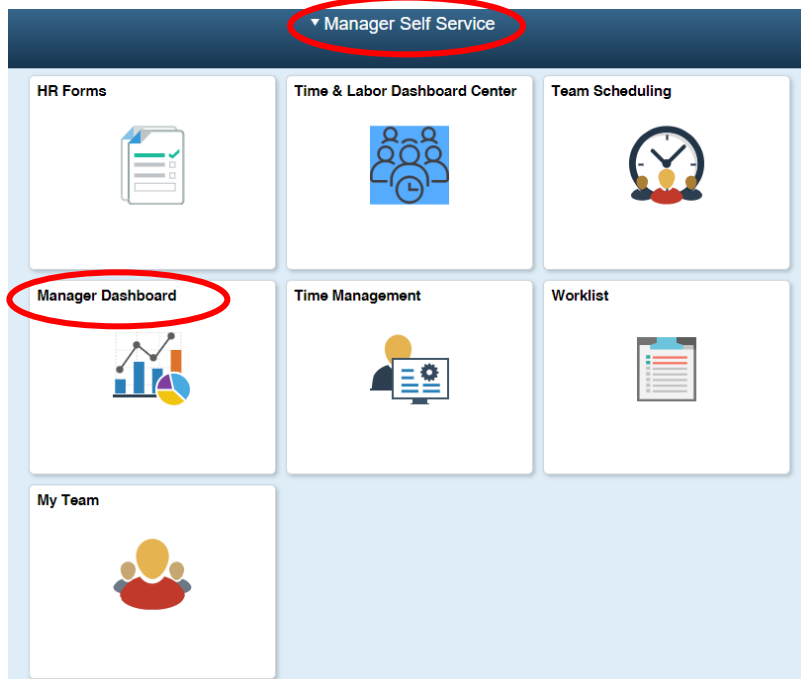 Manager Self Service
HR Forms
Time & Labor Dashboard Center
Team Scheduling
Manager Dashboard
Time Management
Worklist
My Team